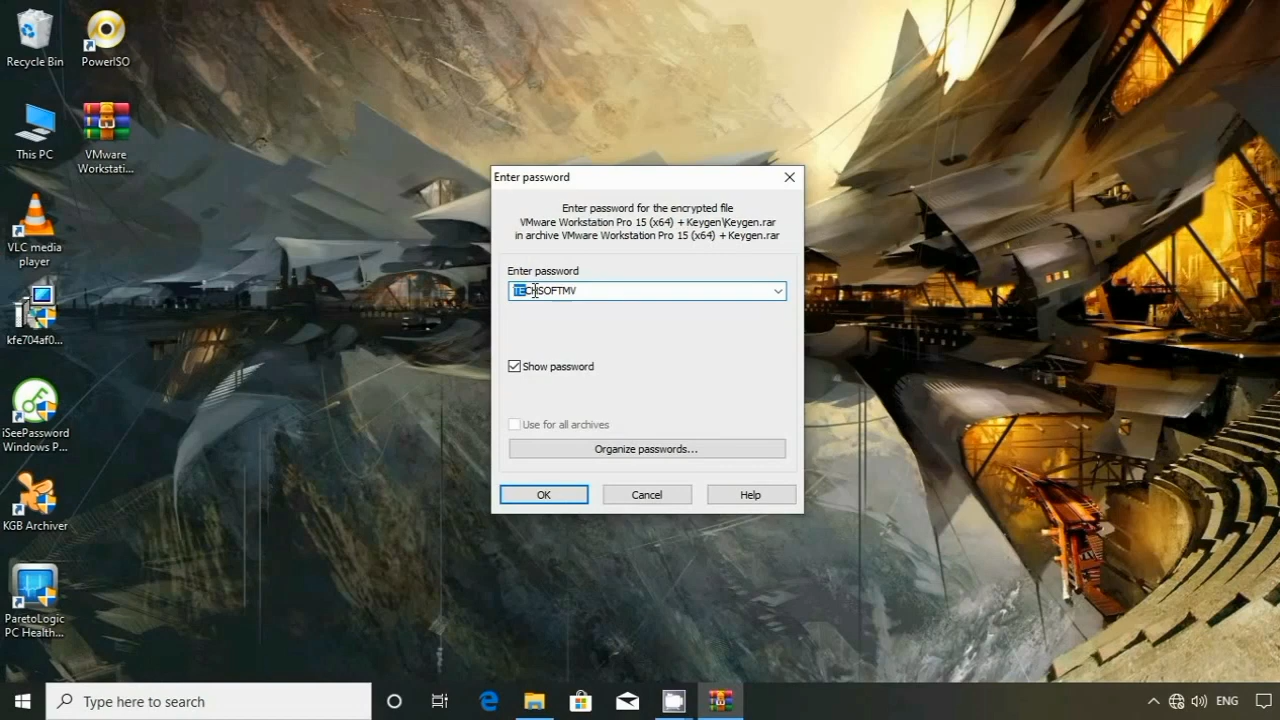 Recycle Bin
PowerISO
This PC
VMware
Workstati...
VLC media
player
kfe704af0...
iSeePassword
Windows P...
KGB Archiver
ParetoLogic
PC Health...
Enter password
Enter password for the encrypted file
VMware Workstation Pro 15 (x64) + Keygen\Keygen.rar
in archive VMware Workstation Pro 15 (x64) + Keygen.rar
Enter password
TECHSOFTMV
Show password
Use for all archives
Organize passwords...
OK
Cancel
Help
Type here to search
ENG